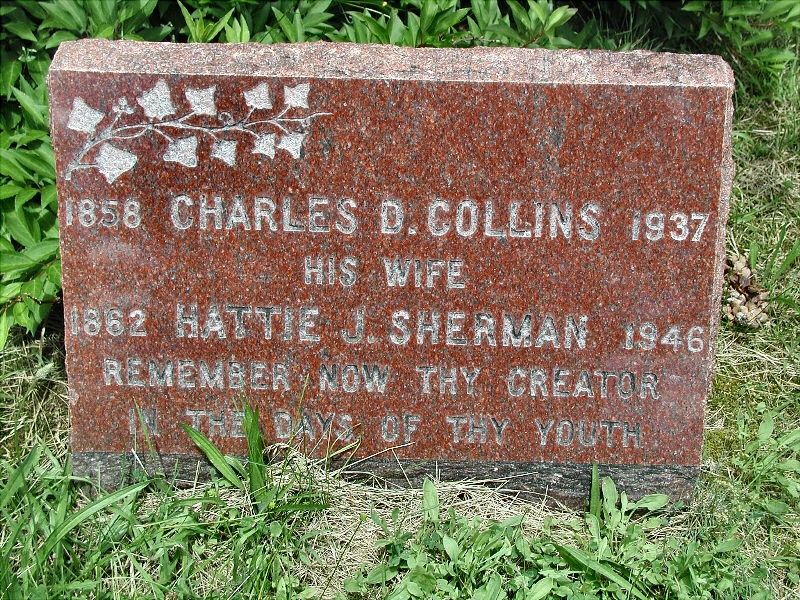 1858 CHARLES D. COLLINS 1937
HIS WIFE
1862 HATTIE J. SHERMAN 1946
REMEMBER NOW THY CREATOR
IN THE DAYS OF THY YOUTH